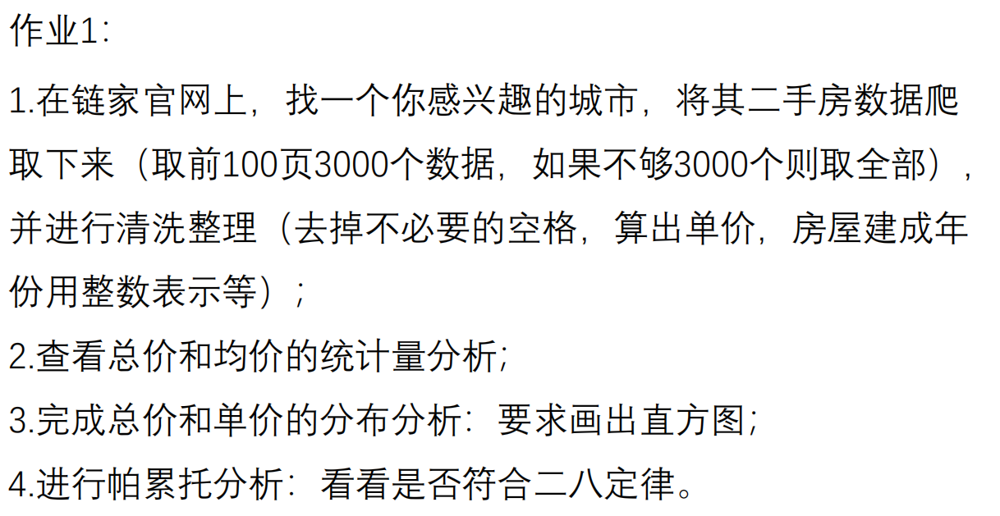 作业1：
1.在链家官网上，找一个你感兴趣的城市，将其二手房数据爬
取下来（取前100页3000个数据，如果不够3000个则取全部），
并进行清洗整理（去掉不必要的空格，算出单价，房屋建成年
份用整数表示等）；
2.查看总价和均价的统计量分析；
3.完成总价和单价的分布分析：要求画出直方图；
4.进行帕累托分析：看看是否符合二八定律。